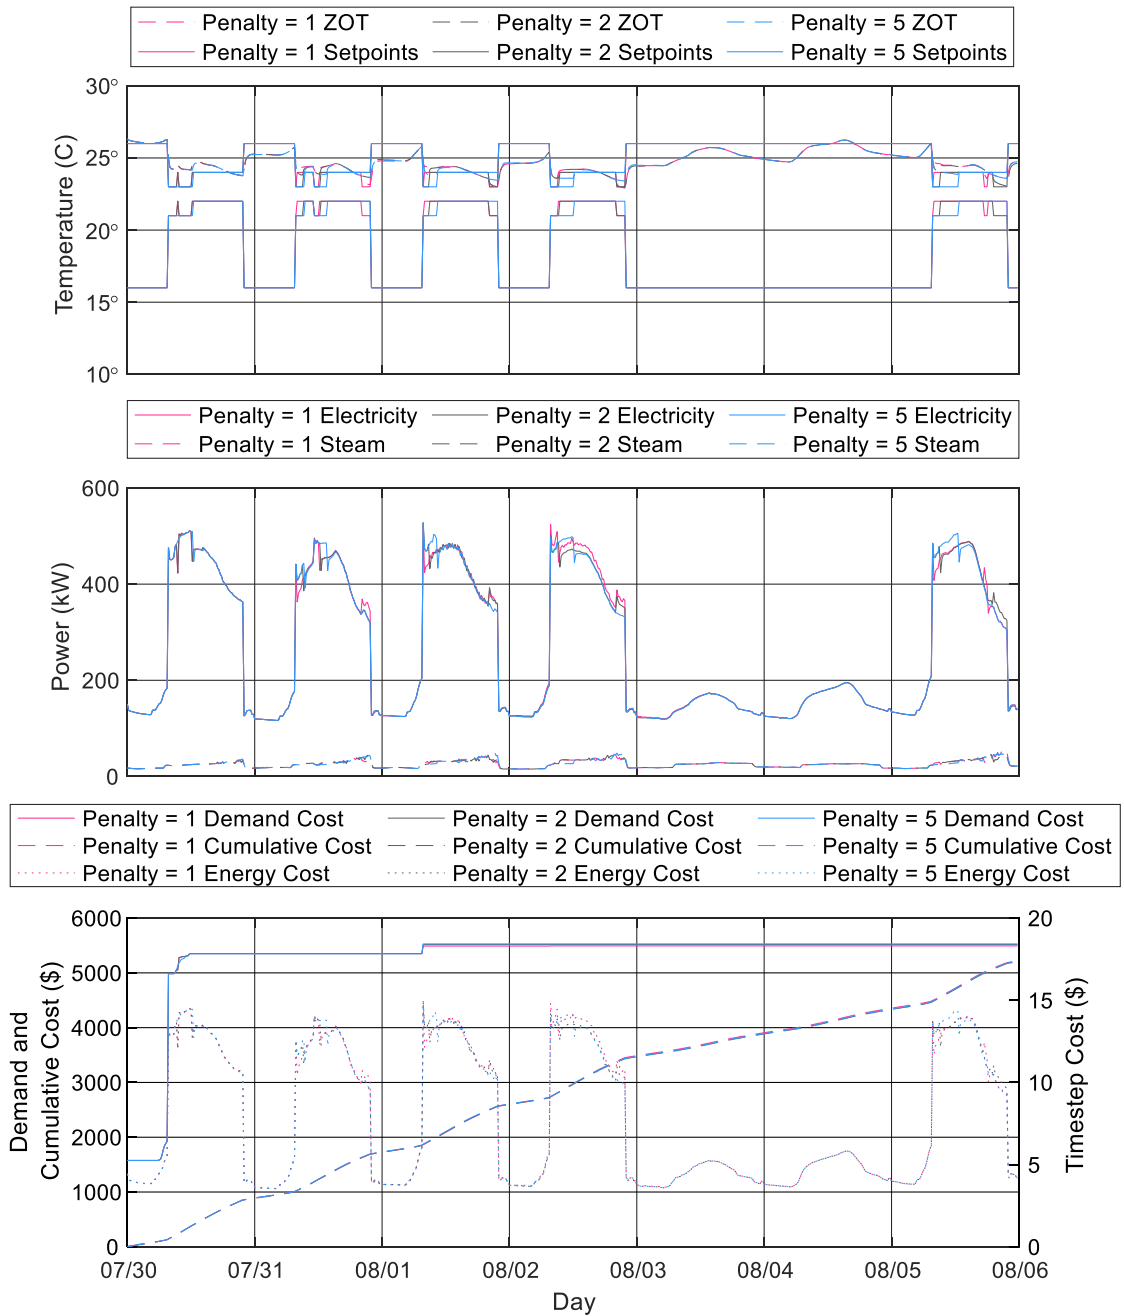 Penalty = 1 ZOT Penalty = 2 ZOT Penalty = 5 ZOT
Penalty = 1 Setpoints Penalty = 2 Setpoints Penalty = 5 Setpoints
30°
25°
20°
15°
10°
Temperature (C)
Penalty = 1 Electricity Penalty = 2 Electricity Penalty = 5 Electricity
Penalty = 1 Steam Penalty = 2 Steam Penalty = 5 Steam
600
400
200
0
Power (kW)
Penalty = 1 Demand Cost Penalty = 2 Demand Cost Penalty = 5 Demand Cost
Penalty = 1 Cumulative Cost Penalty = 2 Cumulative Cost Penalty = 5 Cumulative Cost
Penalty = 1 Energy Cost Penalty = 2 Energy Cost Penalty = 5 Energy Cost
6000
5000
4000
3000
2000
1000
0
Demand and
Cumulative Cost ($)
20
15
10
5
0
Timestep Cost ($)
07/30 07/31 08/01 08/02 08/03 08/04 08/05 08/06
Day